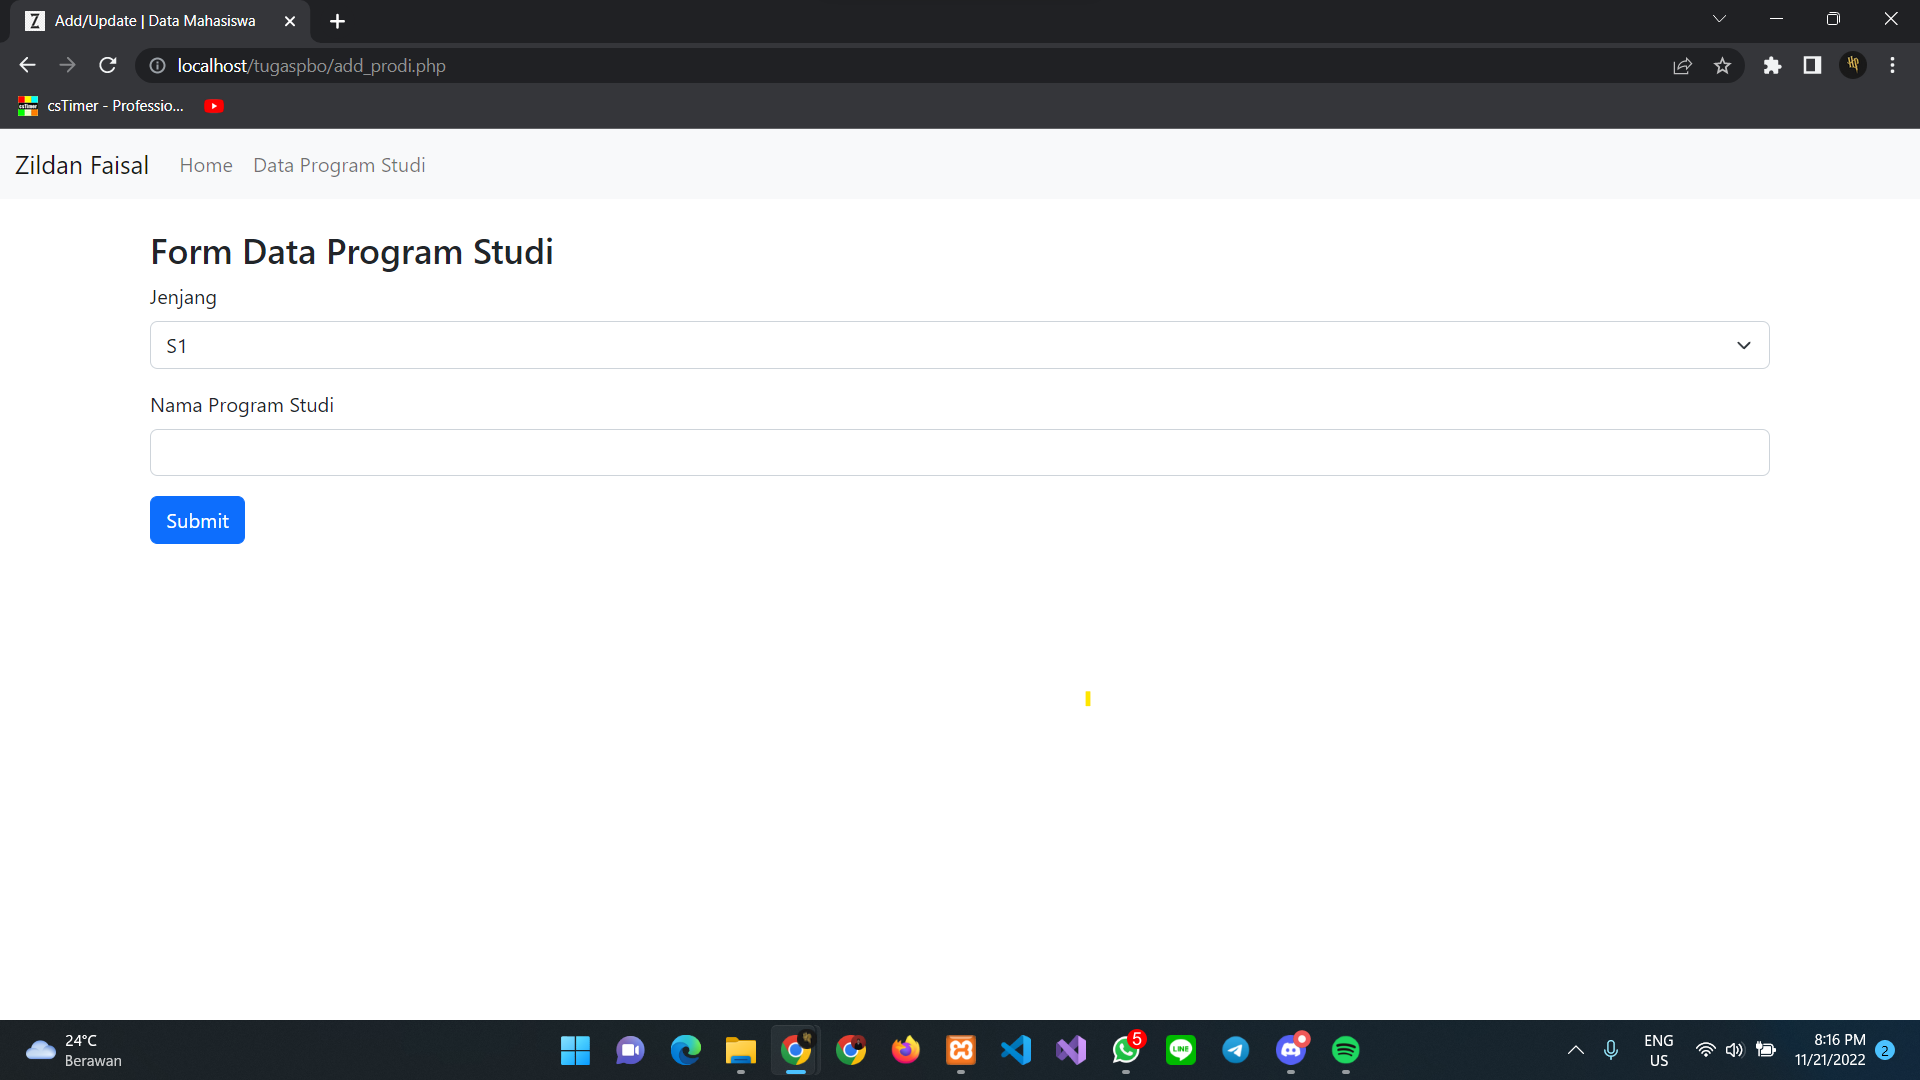 Add/Update | Data Mahasiswa
localhost/tugaspbo/add_prodi.php
csTimer - Professio...
Zildan Faisal Home Data Program Studi
Form Data Program Studi
Jenjang
S1
Nama Program Studi
Submit
24°C
Berawan
5
LINE
ENG
US
8:16 PM
11/21/2022
2